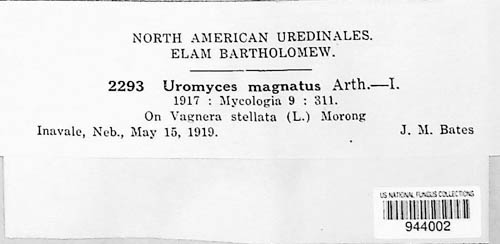 NORTH AMERICAN UREDINALES.
ELAM BARTHOLOMEW.
2293 Uromyces magnatus Arth.—I.
1917 : Mycologia 9 : 311.
On Vagnera stellata (L.) Morong
Inavale, Neb., May 15, 1919. J. M. Bates
US NATIONAL FUNGUS COLLECTIONS
944002